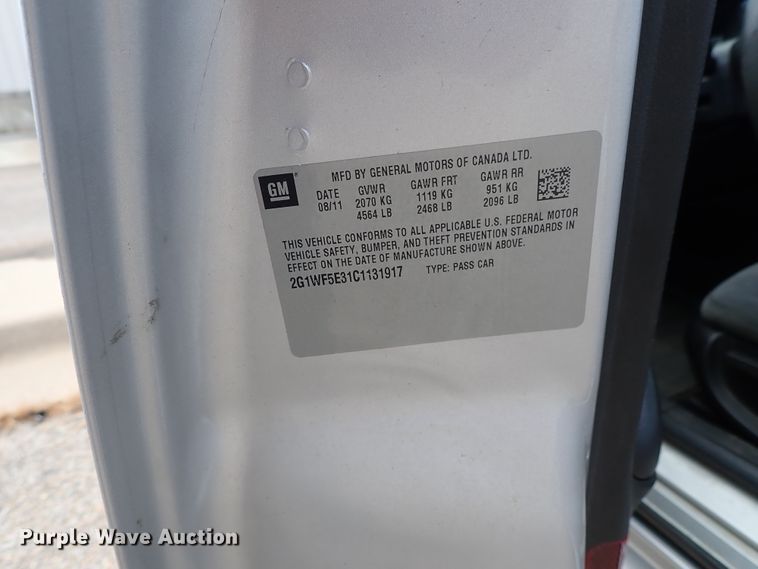 MFD BY GENERAL MOTORS OF CANADA LTD.
GM
DATE GVWR GAWR FRT GAWR RR
08/11 2070 KG 1119 KG 951 KG
4564 LB 2468 LB 2096 LB
THIS VEHICLE CONFORMS TO ALL APPLICABLE U.S. FEDERAL MOTOR
VEHICLE SAFETY, BUMPER, AND THEFT PREVENTION STANDARDS IN
EFFECT ON THE DATE OF MANUFACTURE SHOWN ABOVE.
2G1WF5E31C1131917 TYPE: PASS CAR
Purple Wave Auction